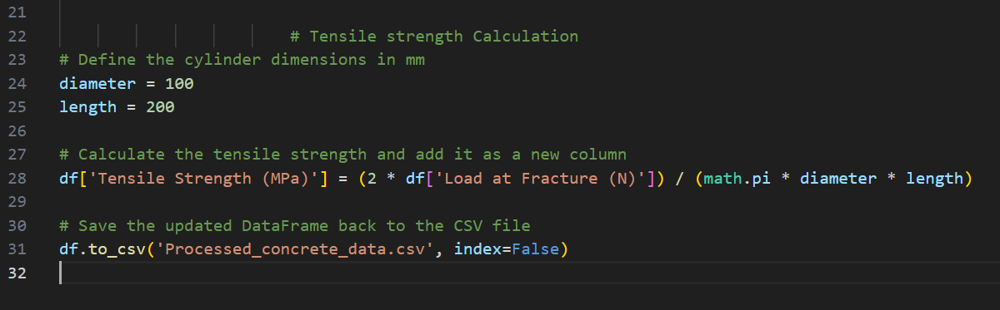 21
22 # Tensile strength Calculation
23 # Define the cylinder dimensions in mm
24 diameter = 100
25 length = 200
26
27 # Calculate the tensile strength and add it as a new column
28 df['Tensile Strength (MPa)'] = (2 * df['Load at Fracture (N)']) / (math.pi * diameter * length)
29
30 # Save the updated DataFrame back to the CSV file
31 df.to_csv('Processed_concrete_data.csv', index=False)
32